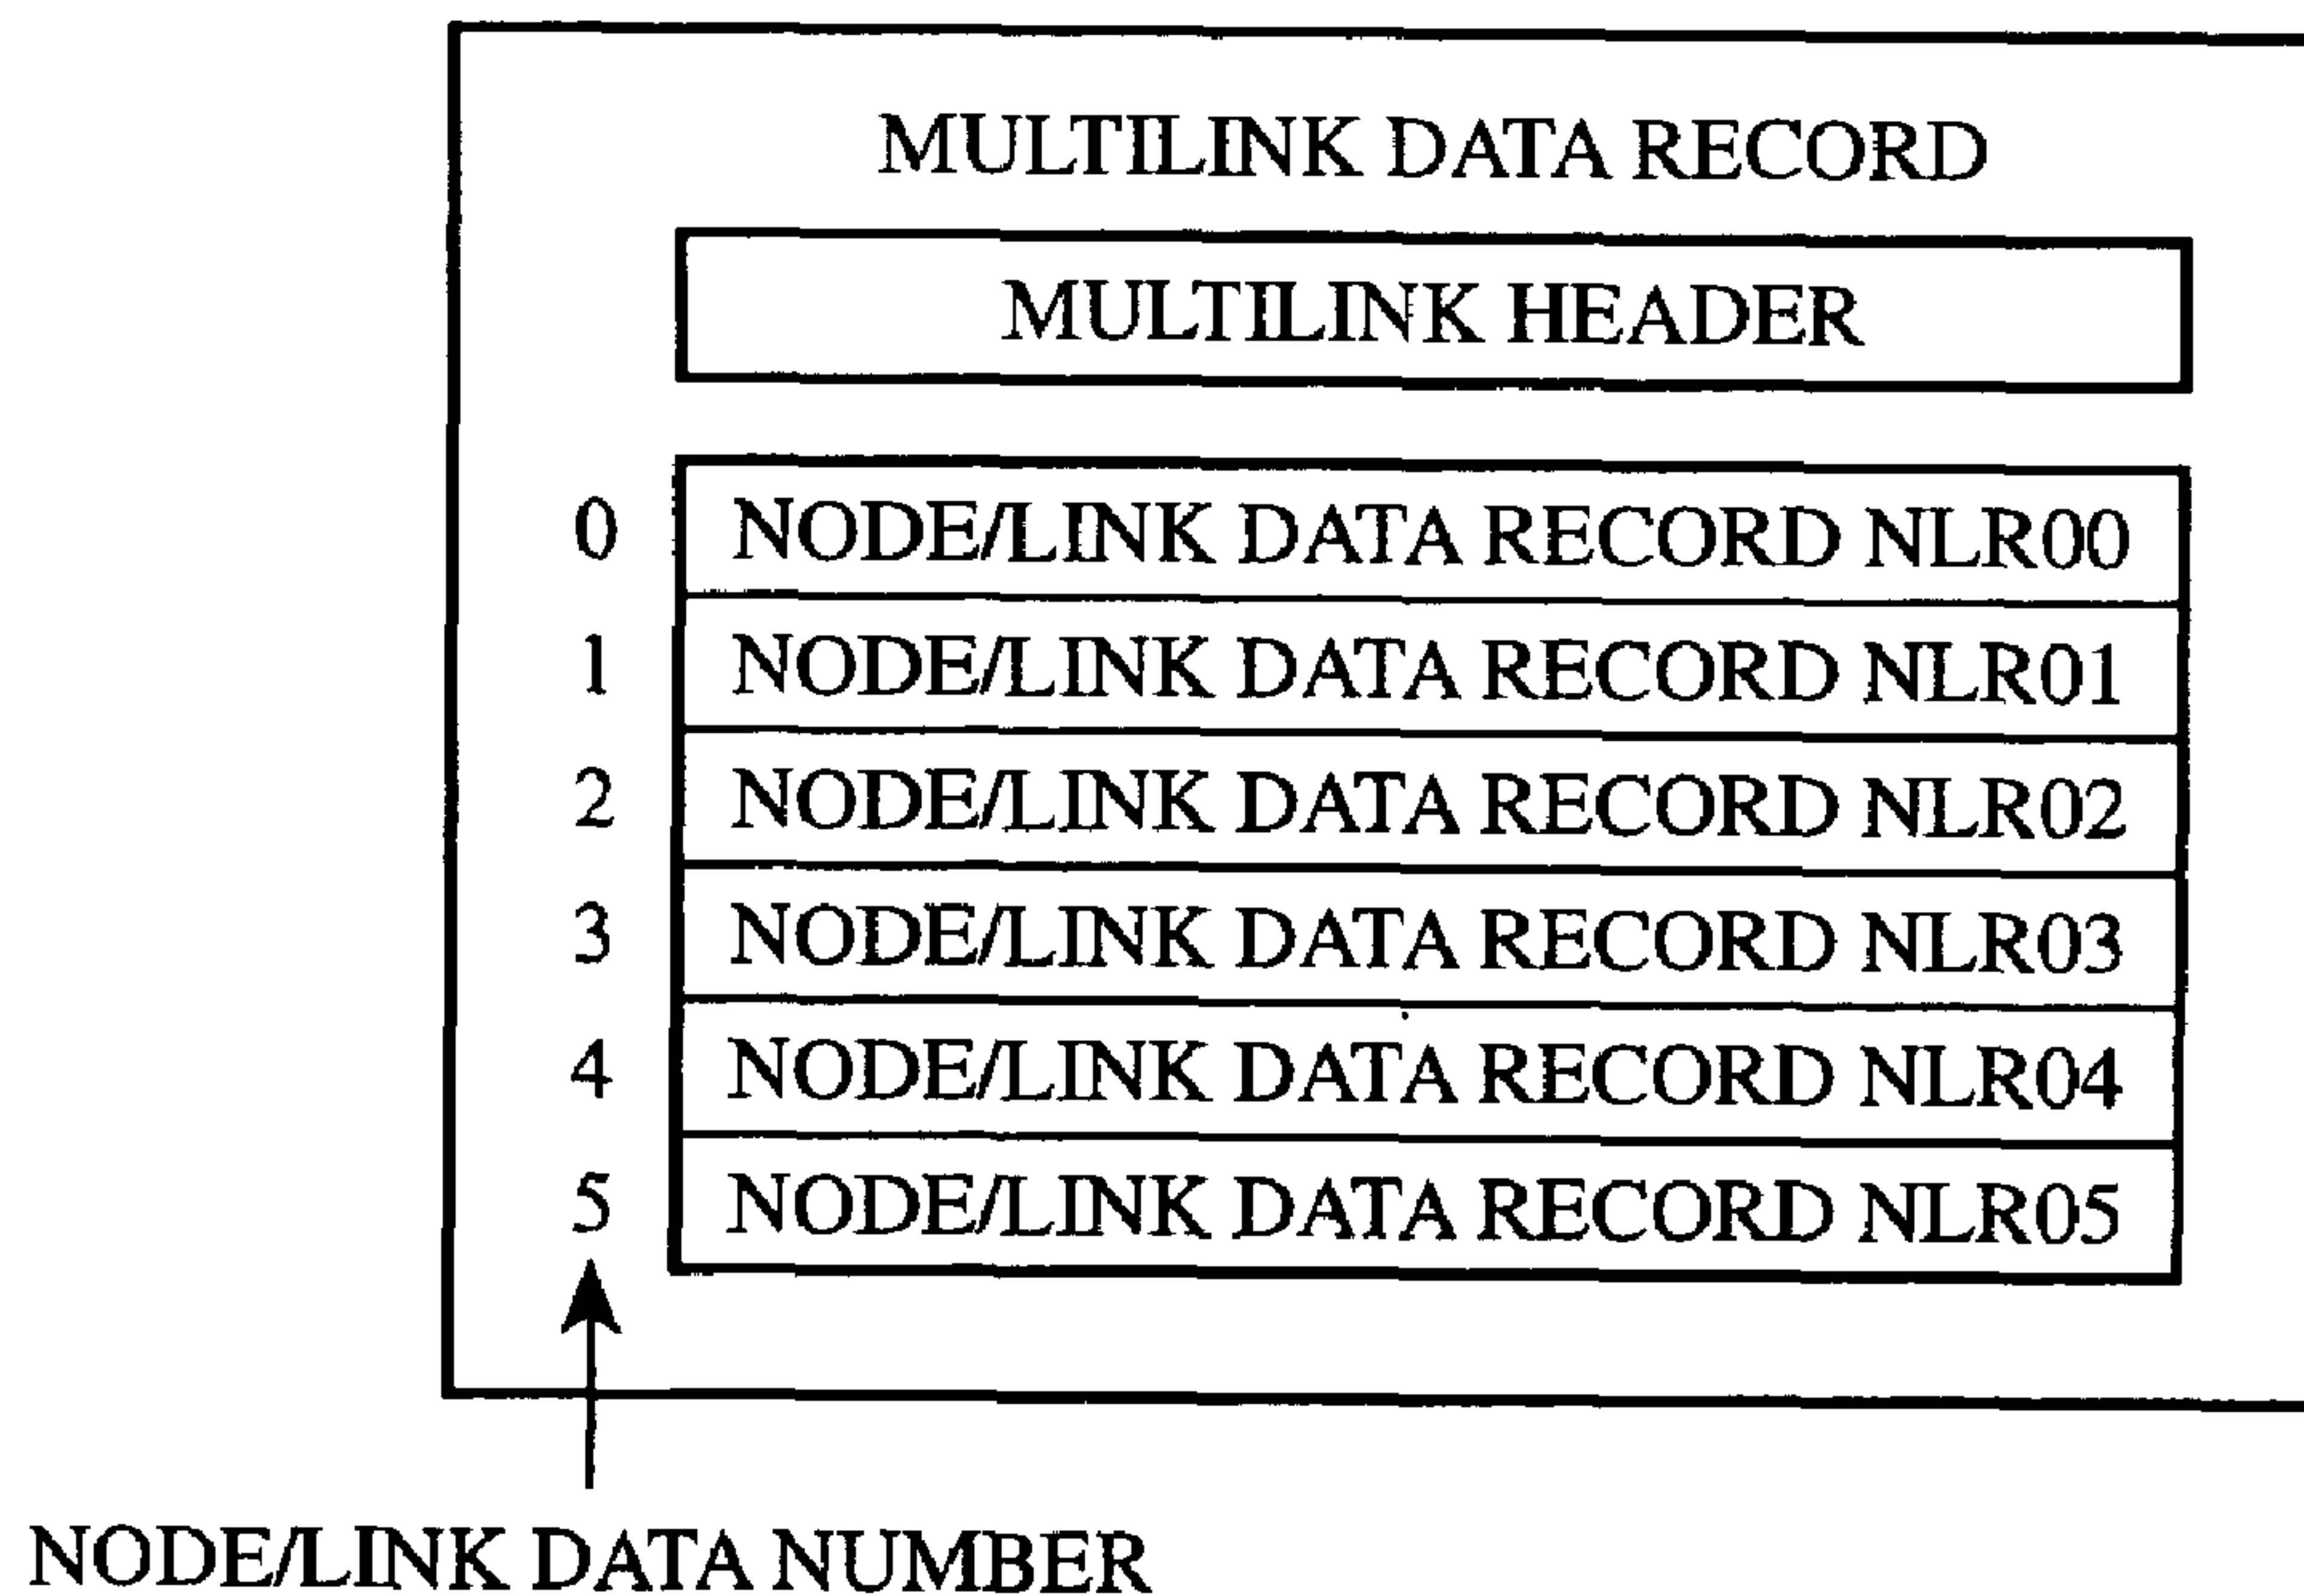 MULTILINK DATA RECORD
MULTILINK HEADER
0 NODE/LINK DATA RECORD NLR00
1 NODE/LINK DATA RECORD NLR01
2 NODE/LINK DATA RECORD NLR02
3 NODE/LINK DATA RECORD NLR03
4 NODE/LINK DATA RECORD NLR04
5 NODE/LINK DATA RECORD NLR05
NODE/LINK DATA NUMBER